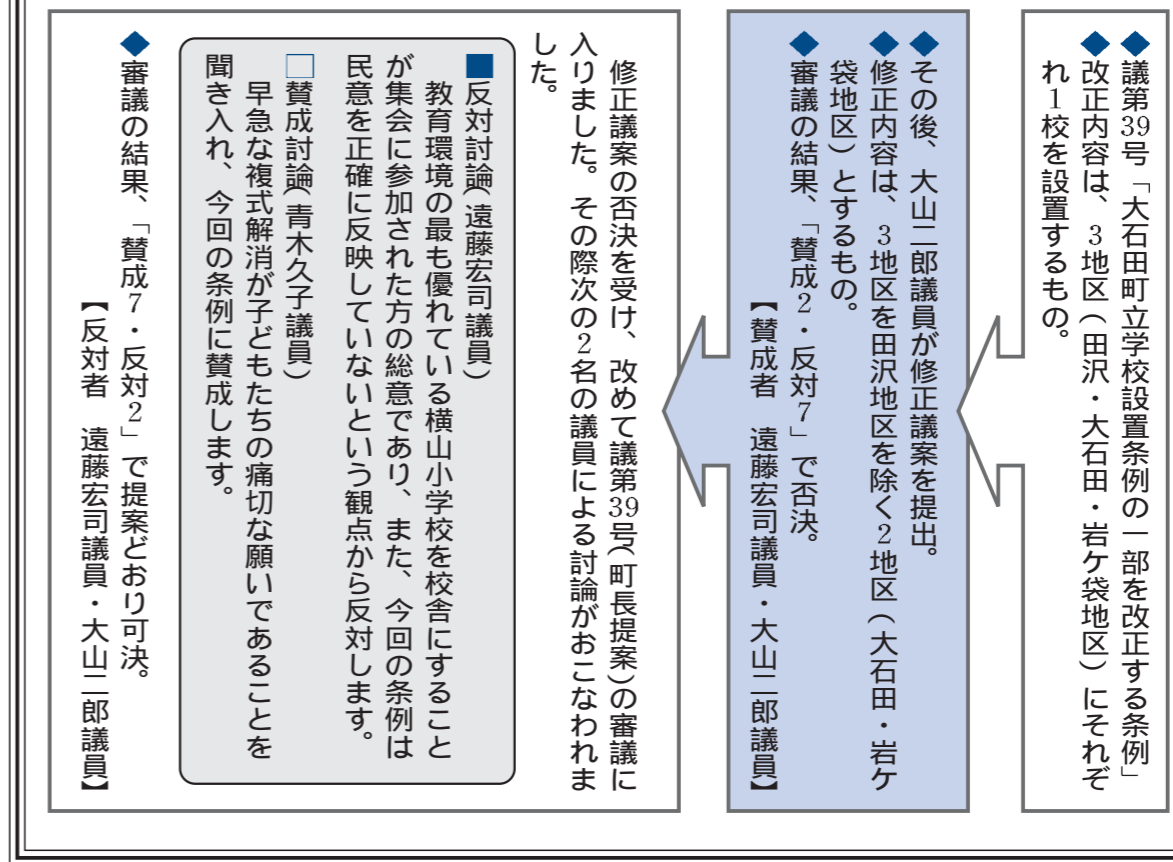 ◆議第39号「大石田町立学校設置条例の一部を改正する条例」
◆改正内容は、3地区（田沢・大石田・岩ケ袋地区）にそれぞ
れ1校を設置するもの。
◆その後、大山二郎議員が修正議案を提出。
◆修正内容は、3地区を田沢地区を除く2地区（大石田・岩ケ
袋地区）とするもの。
◆審議の結果、「賛成2・反対7」で否決。
【賛成者　遠藤宏司議員・大山二郎議員】
修正議案の否決を受け、改めて議第39号(町長提案)の審議に
入りました。その際次の2名の議員による討論がおこなわれま
した。
■反対討論(遠藤宏司議員)
教育環境の最も優れている横山小学校を校舎にすること
が集会に参加された方の総意であり、また、今回の条例は
民意を正確に反映していないという観点から反対します。
□賛成討論(青木久子議員)
早急な複式解消が子どもたちの痛切な願いであることを
聞き入れ、今回の条例に賛成します。
◆審議の結果、「賛成7・反対2」で提案どおり可決。
【反対者　遠藤宏司議員・大山二郎議員】